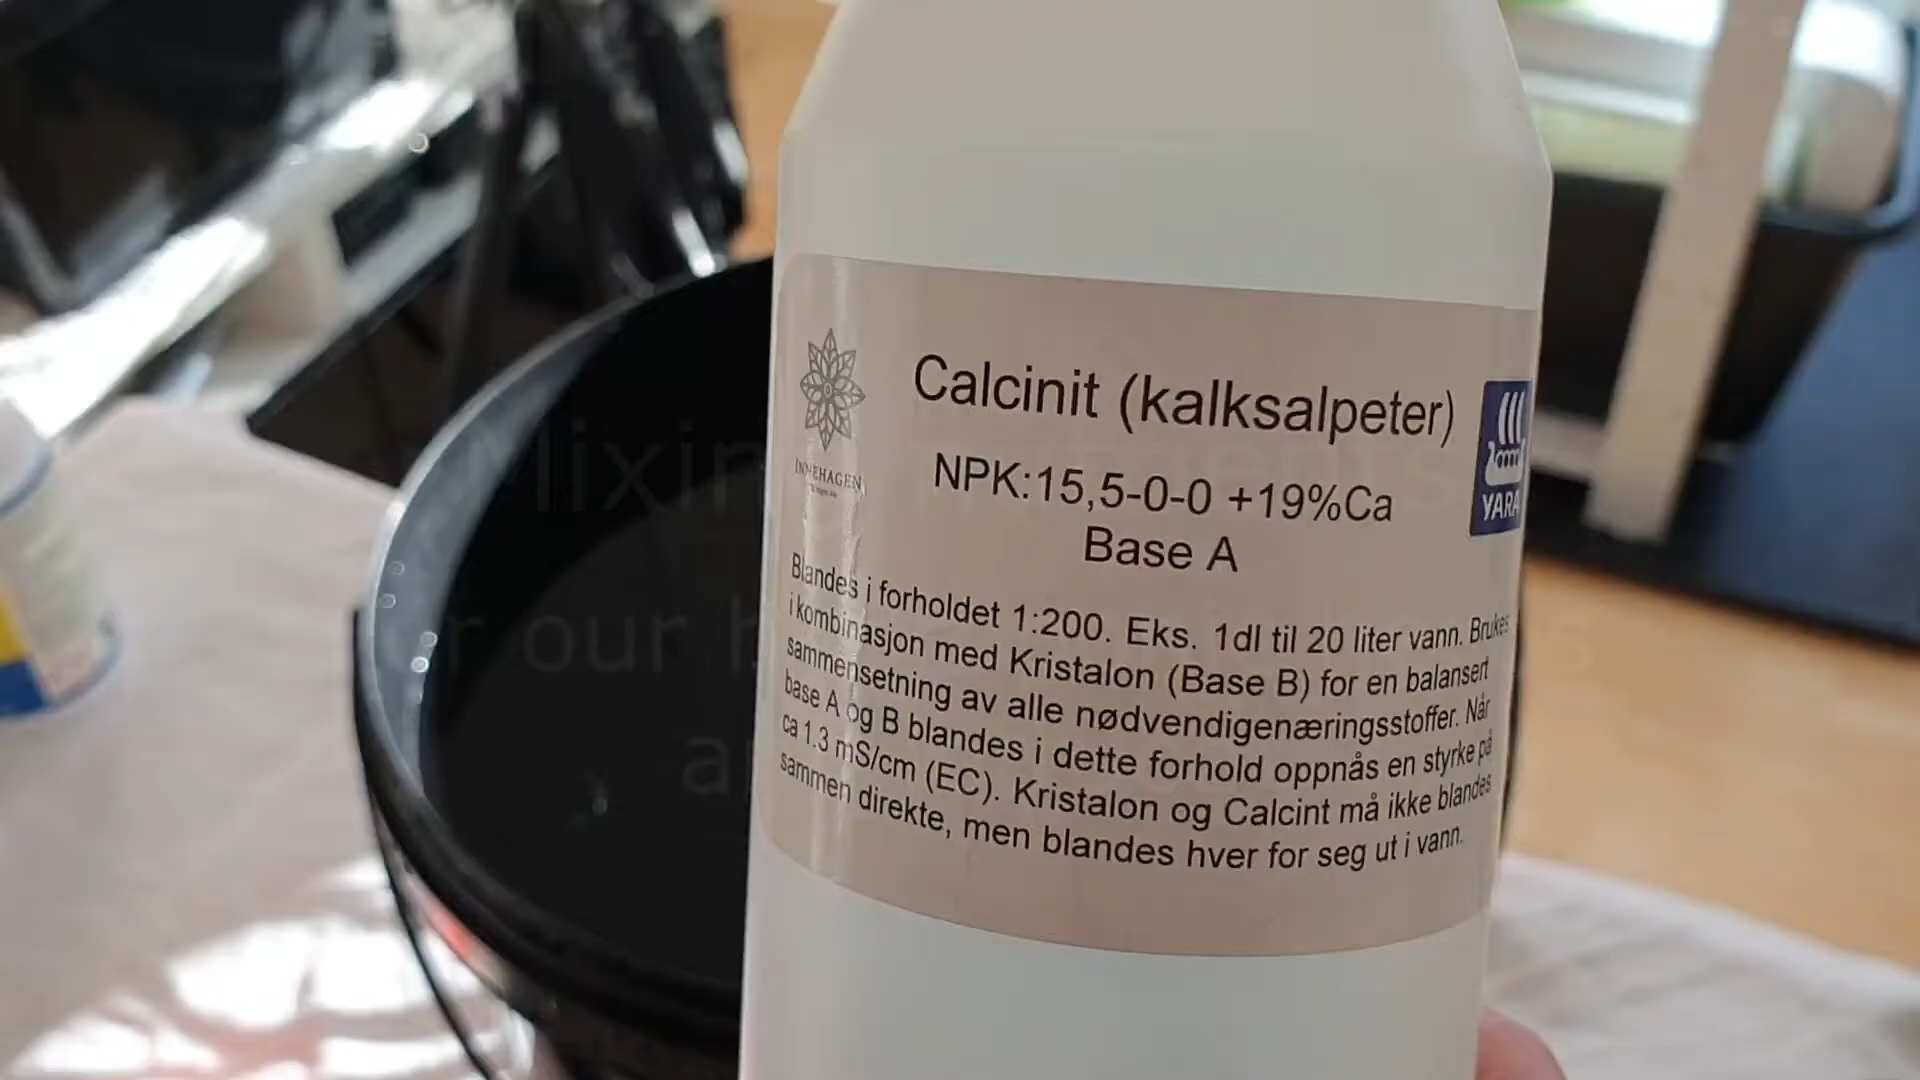 Calcinit (kalksalpeter)
NPK:15,5-0-0 +19%Ca
Base A
Blandes i forholdet 1:200. Eks. 1dl til 20 liter vann. Brukes
i kombinasjon med Kristalon (Base B) for en balansert
sammensetning av alle nødvendigenæringsstoffer. Når
base A og B blandes i dette forhold oppnås en styrke på
ca 1.3 mS/cm (EC). Kristalon og Calcint må ikke blandes
sammen direkte, men blandes hver for seg ut i vann.
INNEHAGEN
YARA
Mixing
our